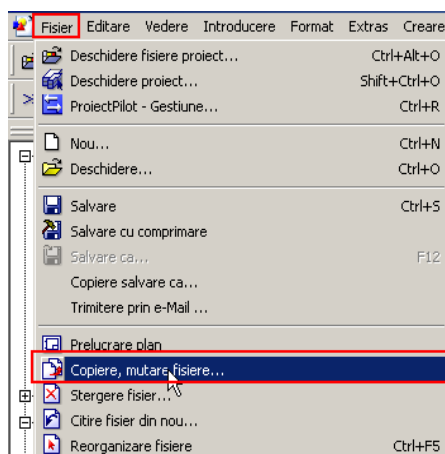 Fisier Editare Vedere Introducere Format Extras Creare
Deschidere fisiere proiect... Ctrl+Alt+O
Deschidere proiect... Shift+Ctrl+O
ProiectPilot - Gestiune... Ctrl+R
Nou... Ctrl+N
Deschidere... Ctrl+O
Salvare Ctrl+S
Salvare cu comprimare
Salvare ca... F12
Copiere salvare ca...
Trimitere prin e-Mail ...
Prelucrare plan
Copiere, mutare fisiere...
Stergere fisier...
Citire fisier din nou...
Reorganizare fisiere Ctrl+F5